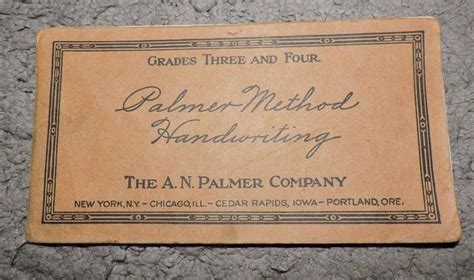 GRADES THREE AND FOUR
Palmer Method
Handwriting
THE A.N. PALMER COMPANY
NEW YORK, N.Y. – CHICAGO, ILL. – CEDAR RAPIDS, IOWA – PORTLAND, ORE.